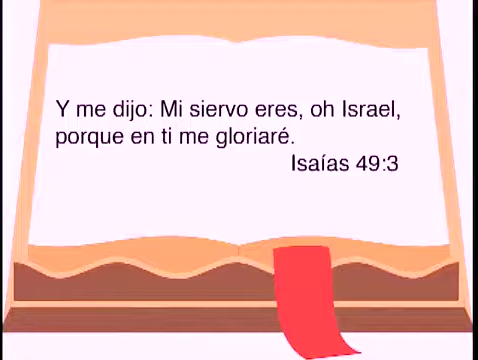 Y me dijo: Mi siervo eres, oh Israel,
porque en ti me gloriaré.
Isaías 49:3